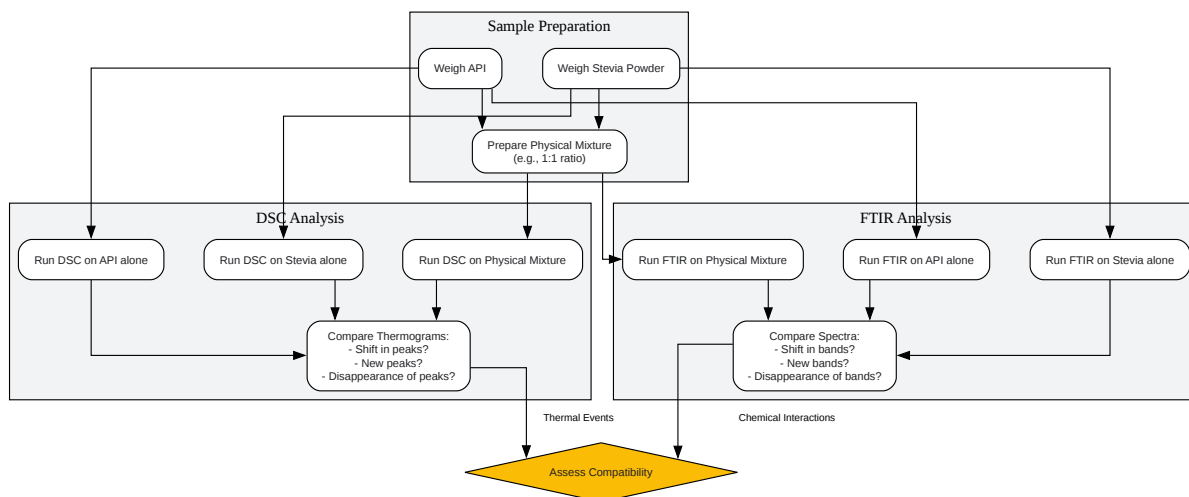 Sample Preparation
Weigh API
Weigh Stevia Powder
Prepare Physical Mixture
(e.g., 1:1 ratio)
DSC Analysis
Run DSC on API alone
Run DSC on Stevia alone
Run DSC on Physical Mixture
Compare Thermograms:
- Shift in peaks?
- New peaks?
- Disappearance of peaks?
FTIR Analysis
Run FTIR on Physical Mixture
Run FTIR on API alone
Run FTIR on Stevia alone
Compare Spectra:
- Shift in bands?
- New bands?
- Disappearance of bands?
Thermal Events
Chemical Interactions
Assess Compatibility